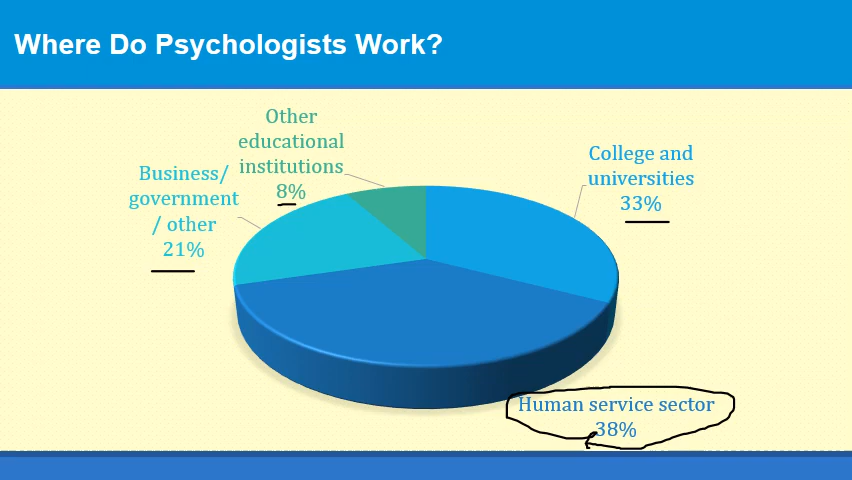 Where Do Psychologists Work?
Other
educational
institutions
8%
Business/
government
/ other
21%
College and
universities
33%
Human service sector
38%